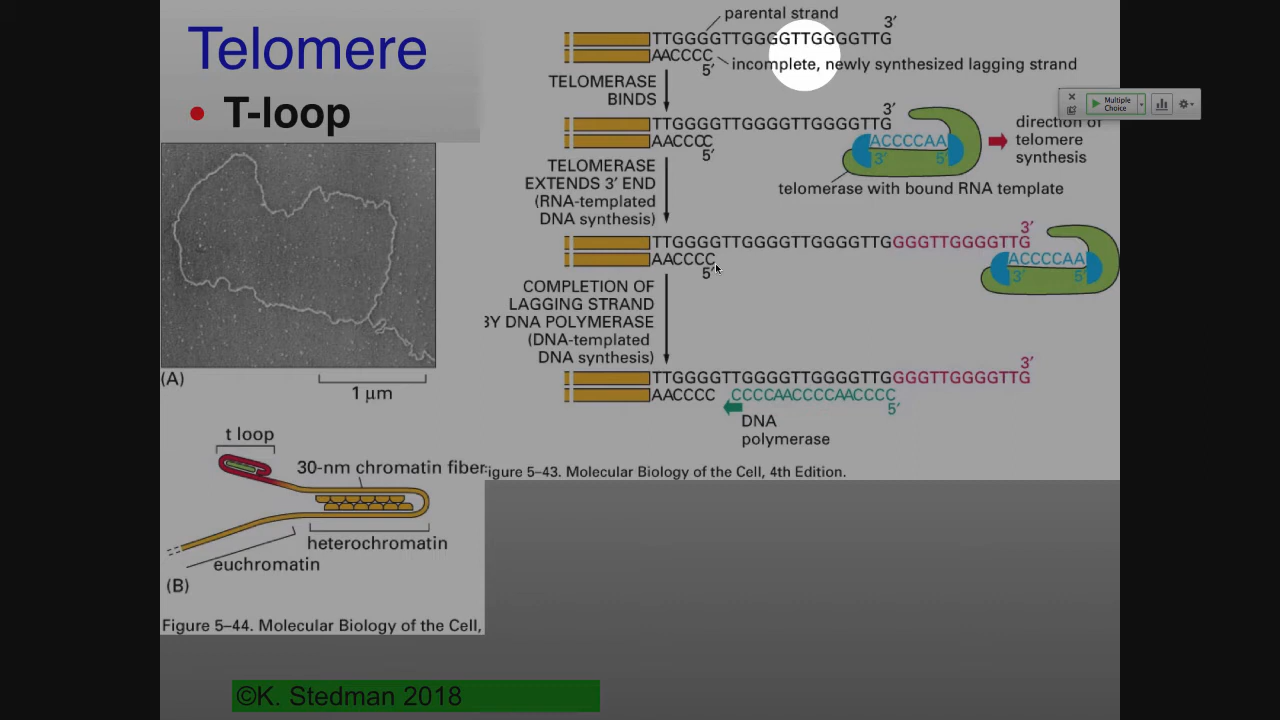 Telomere
• T-loop
(A)
1 µm
t loop
30-nm chromatin fiber
heterochromatin
euchromatin
(B)
Figure 5–44. Molecular Biology of the Cell,
parental strand
3′
TTGGGGTTGGGGTTGGGGTTG
AACCCC
5′
incomplete, newly synthesized lagging strand
TELOMERASE
BINDS
3′
TTGGGGTTGGGGTTGGGGTTG
AACCCC
5′
ACCCCAA
3′ 5′
direction of
telomere
synthesis
telomerase with bound RNA template
TELOMERASE
EXTENDS 3′ END
(RNA-templated
DNA synthesis)
3′
TTGGGGTTGGGGTTGGGGTTGGGGTTGGGGTTG
AACCCC
5′
ACCCCAA
3′ 5′
COMPLETION OF
LAGGING STRAND
BY DNA POLYMERASE
(DNA-templated
DNA synthesis)
3′
TTGGGGTTGGGGTTGGGGTTGGGGTTGGGGTTG
AACCCC CCCCAACCCCAACCCC
5′
DNA
polymerase
igure 5–43. Molecular Biology of the Cell, 4th Edition.
Multiple
Choice
©K. Stedman 2018